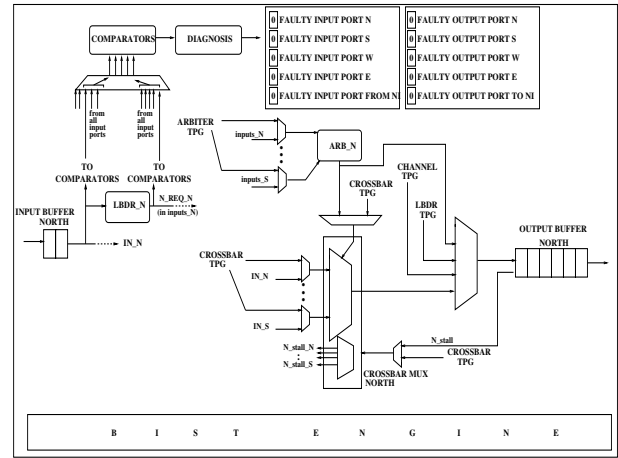 COMPARATORS
DIAGNOSIS
0 FAULTY INPUT PORT N
0 FAULTY INPUT PORT S
0 FAULTY INPUT PORT W
0 FAULTY INPUT PORT E
0 FAULTY INPUT PORT FROM NI
0 FAULTY OUTPUT PORT N
0 FAULTY OUTPUT PORT S
0 FAULTY OUTPUT PORT W
0 FAULTY OUTPUT PORT E
0 FAULTY OUTPUT PORT TO NI
from
all
input
ports
from
all
input
ports
TO
COMPARATORS
TO
COMPARATORS
LBDR_N
N_REQ_N
(in inputs_N)
INPUT BUFFER
NORTH
IN_N
ARBITER
TPG
inputs_N
inputs_S
ARB_N
CROSSBAR
TPG
CHANNEL
TPG
LBDR
TPG
OUTPUT BUFFER
NORTH
CROSSBAR
TPG
IN_N
IN_S
N_stall_N
:
N_stall_S
N_stall
CROSSBAR
TPG
CROSSBAR MUX
NORTH
B I S T E N G I N E